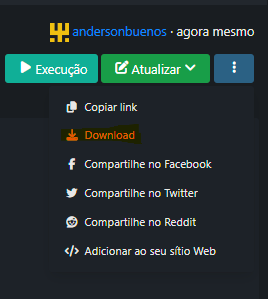 andersonbuenos · agora mesmo
Execução Atualizar
Copiar link
Download
Compartilhe no Facebook
Compartilhe no Twitter
Compartilhe no Reddit
Adicionar ao seu sítio Web